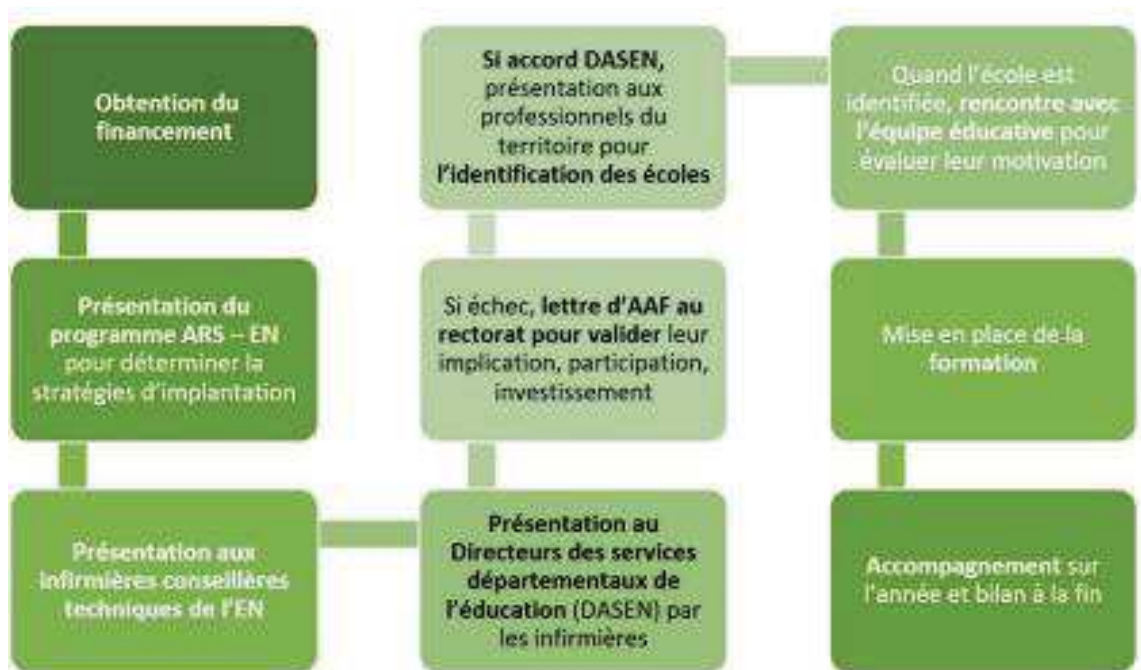 Obtention du
financement
Présentation du
programme ARS – EN
pour déterminer la
stratégies d'implantation
Présentation aux
infirmières conseillères
techniques de l'EN
Présentation au
Directeurs des services
départementaux de
l'éducation (DASEN) par
les infirmières
Si échec, lettre d'AAF au
rectorat pour valider leur
implication, participation,
investissement
Si accord DASEN,
présentation aux
professionnels du
territoire pour
l'identification des écoles
Quand l'école est
identifiée, rencontre avec
l'équipe éducative pour
évaluer leur motivation
Mise en place de la
formation
Accompagnement sur
l'année et bilan à la fin